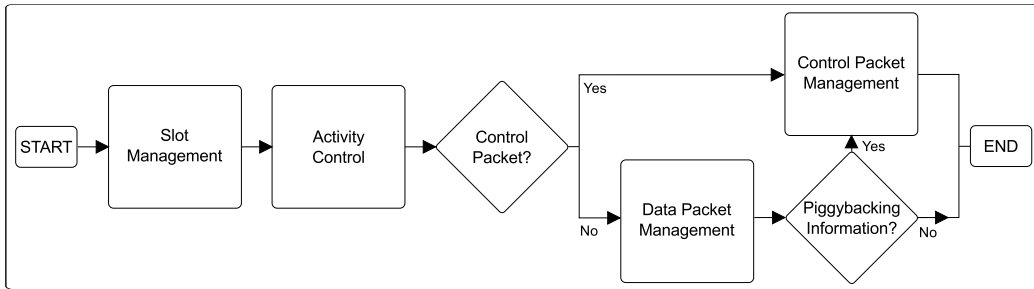 START
Slot
Management
Activity
Control
Control
Packet?
Yes
Control Packet
Management
No
Data Packet
Management
Piggybacking
Information?
Yes
No
END